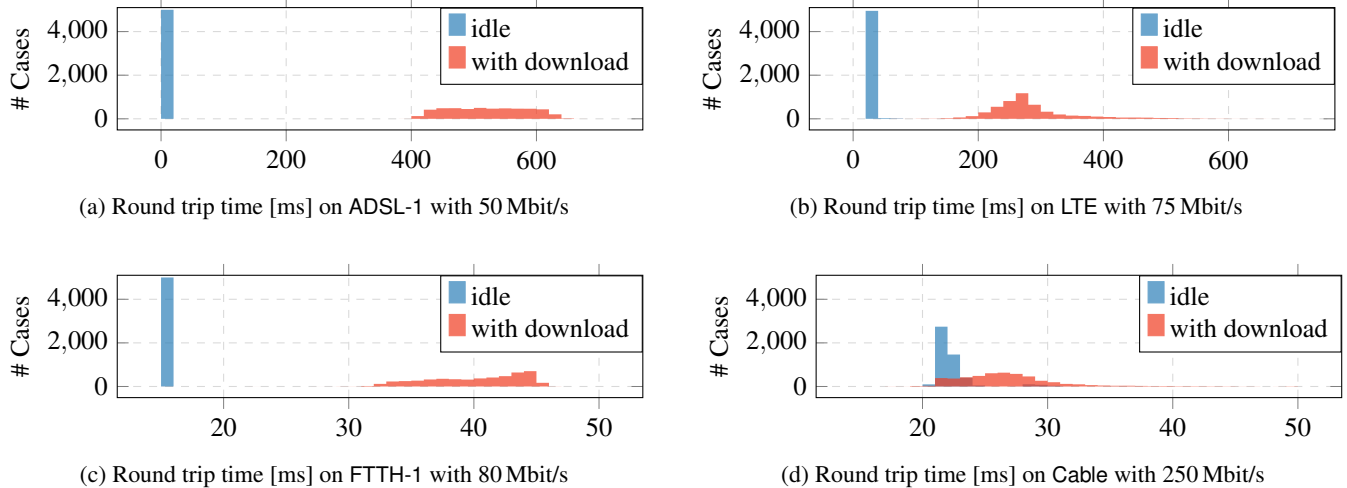 # Cases
4,000
2,000
0
idle
with download
0
200
400
600
(a) Round trip time [ms] on ADSL-1 with 50 Mbit/s
# Cases
4,000
2,000
0
idle
with download
0
200
400
600
(b) Round trip time [ms] on LTE with 75 Mbit/s
# Cases
4,000
2,000
0
idle
with download
20
30
40
50
(c) Round trip time [ms] on FTTH-1 with 80 Mbit/s
# Cases
4,000
2,000
0
idle
with download
20
30
40
50
(d) Round trip time [ms] on Cable with 250 Mbit/s